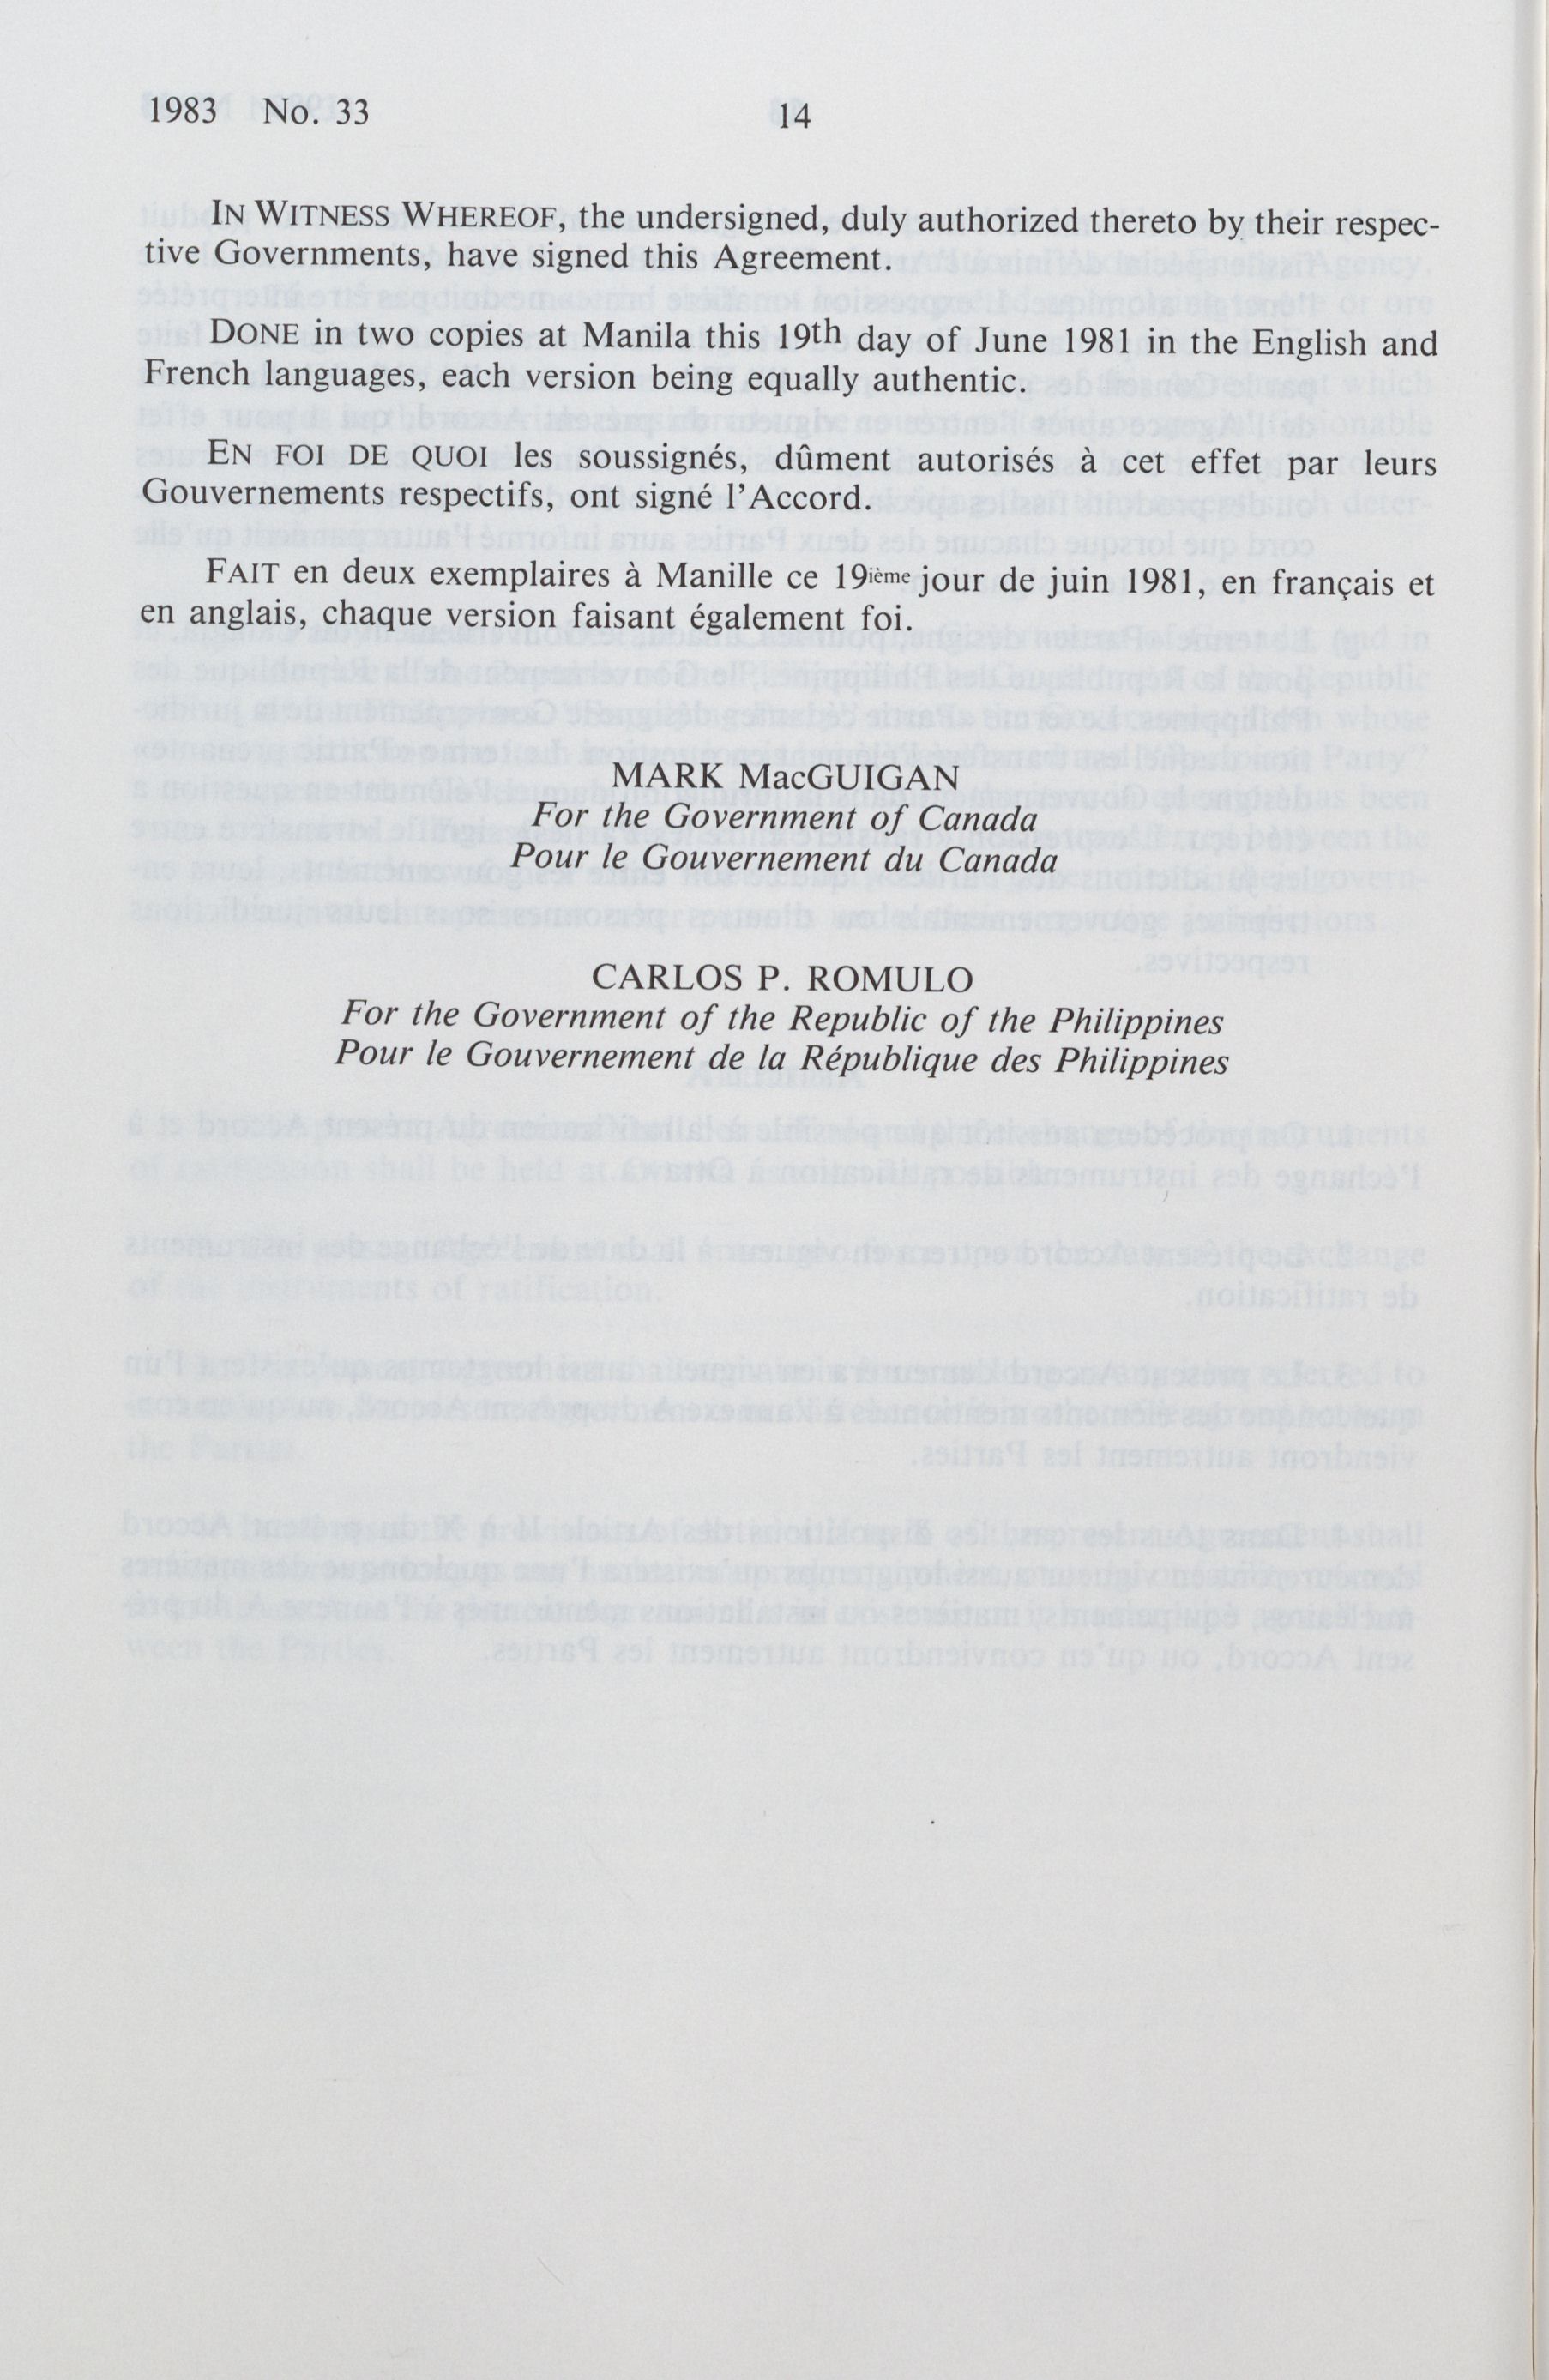 1983 No. 33
14
IN WITNESS WHEREOF, the undersigned, duly authorized thereto by their respec-
tive Governments, have signed this Agreement.
DONE in two copies at Manila this 19th day of June 1981 in the English and
French languages, each version being equally authentic.
EN FOI DE QUOI les soussignés, dûment autorisés à cet effet par leurs
Gouvernements respectifs, ont signé l'Accord.
FAIT en deux exemplaires à Manille ce 19ième jour de juin 1981, en français et
en anglais, chaque version faisant également foi.
MARK MacGUIGAN
For the Government of Canada
Pour le Gouvernement du Canada
CARLOS P. ROMULO
For the Government of the Republic of the Philippines
Pour le Gouvernement de la République des Philippines